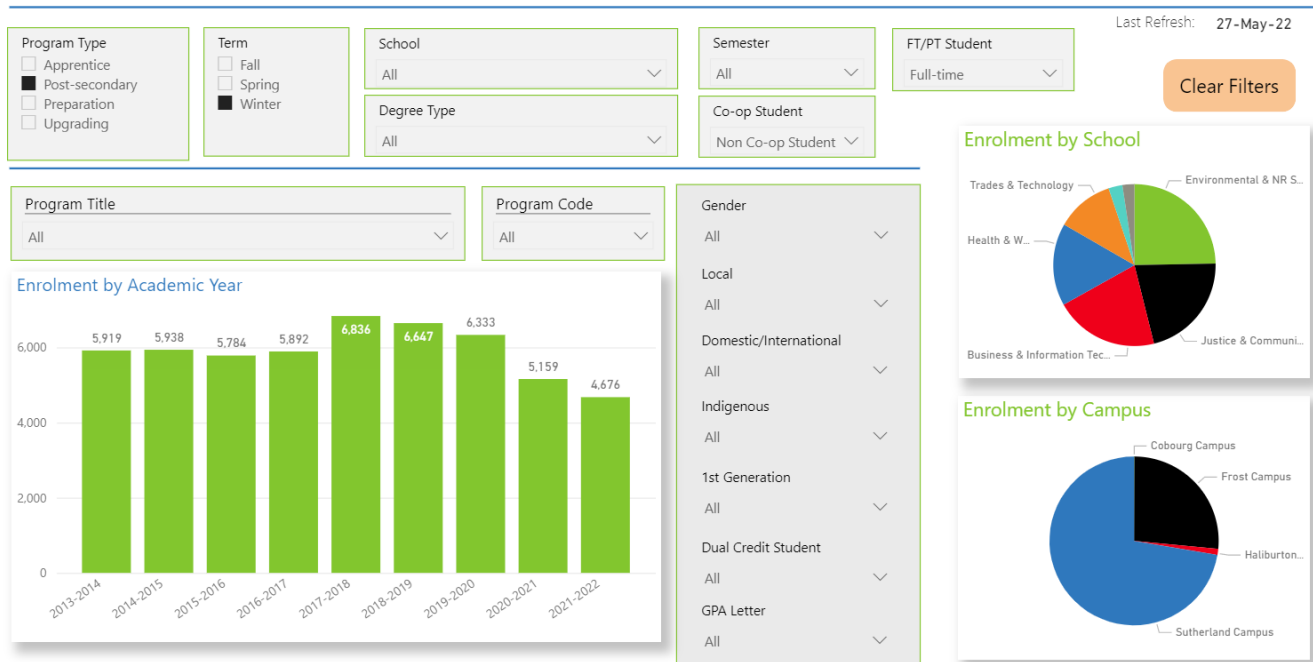 Last Refresh: 27-May-22
Program Type
Apprentice
Post-secondary
Preparation
Upgrading
Term
Fall
Spring
Winter
School
All
Degree Type
All
Semester
All
Co-op Student
Non Co-op Student
FT/PT Student
Full-time
Clear Filters
Program Title
All
Program Code
All
Enrolment by Academic Year
6,000
4,000
2,000
0
5,919
5,938
5,784
5,892
6,836
6,647
6,333
5,159
4,676
2013-2014
2014-2015
2015-2016
2016-2017
2017-2018
2018-2019
2019-2020
2020-2021
2021-2022
Gender
All
Local
All
Domestic/International
All
Indigenous
All
1st Generation
All
Dual Credit Student
All
GPA Letter
All
Enrolment by School
Trades & Technology
Environmental & NR S...
Health & W...
Justice & Communi...
Business & Information Tec...
Enrolment by Campus
Cobourg Campus
Frost Campus
Haliburton...
Sutherland Campus